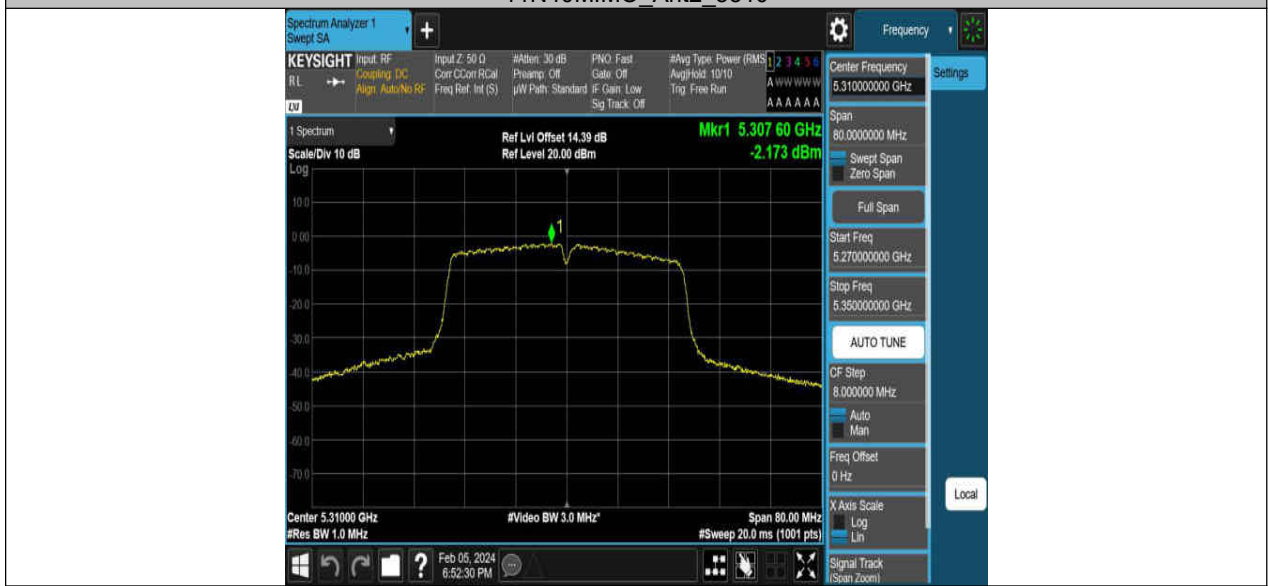 Spectrum Analyzer 1
Swept SA
+
Frequency
KEYSIGHT
RL
LXI
Input: RF
Coupling: DC
Align: Auto/No RF
Input Z: 50 Ω
Corr CCorr RCal
Freq Ref: Int (S)
#Atten: 30 dB
Preamp: Off
µW Path: Standard
PNO: Fast
Gate: Off
IF Gain: Low
Sig Track: Off
#Avg Type: Power (RMS
Avg|Hold: 10/10
Trig: Free Run
1 2 3 4 5 6
A W W W W W
A A A A A A
Center Frequency
5.310000000 GHz
Settings
Span
80.0000000 MHz
Swept Span
Zero Span
Full Span
Start Freq
5.270000000 GHz
Stop Freq
5.350000000 GHz
AUTO TUNE
CF Step
8.000000 MHz
Auto
Man
Freq Offset
0 Hz
X Axis Scale
Log
Lin
Signal Track
(Span Zoom)
Local
1 Spectrum
Scale/Div 10 dB
Log
Ref Lvl Offset 14.39 dB
Ref Level 20.00 dBm
Mkr1 5.307 60 GHz
-2.173 dBm
1
10.0
0.00
-10.0
-20.0
-30.0
-40.0
-50.0
-60.0
-70.0
Center 5.31000 GHz
#Res BW 1.0 MHz
#Video BW 3.0 MHz*
Span 80.00 MHz
#Sweep 20.0 ms (1001 pts)
?
Feb 05, 2024
6:52:30 PM